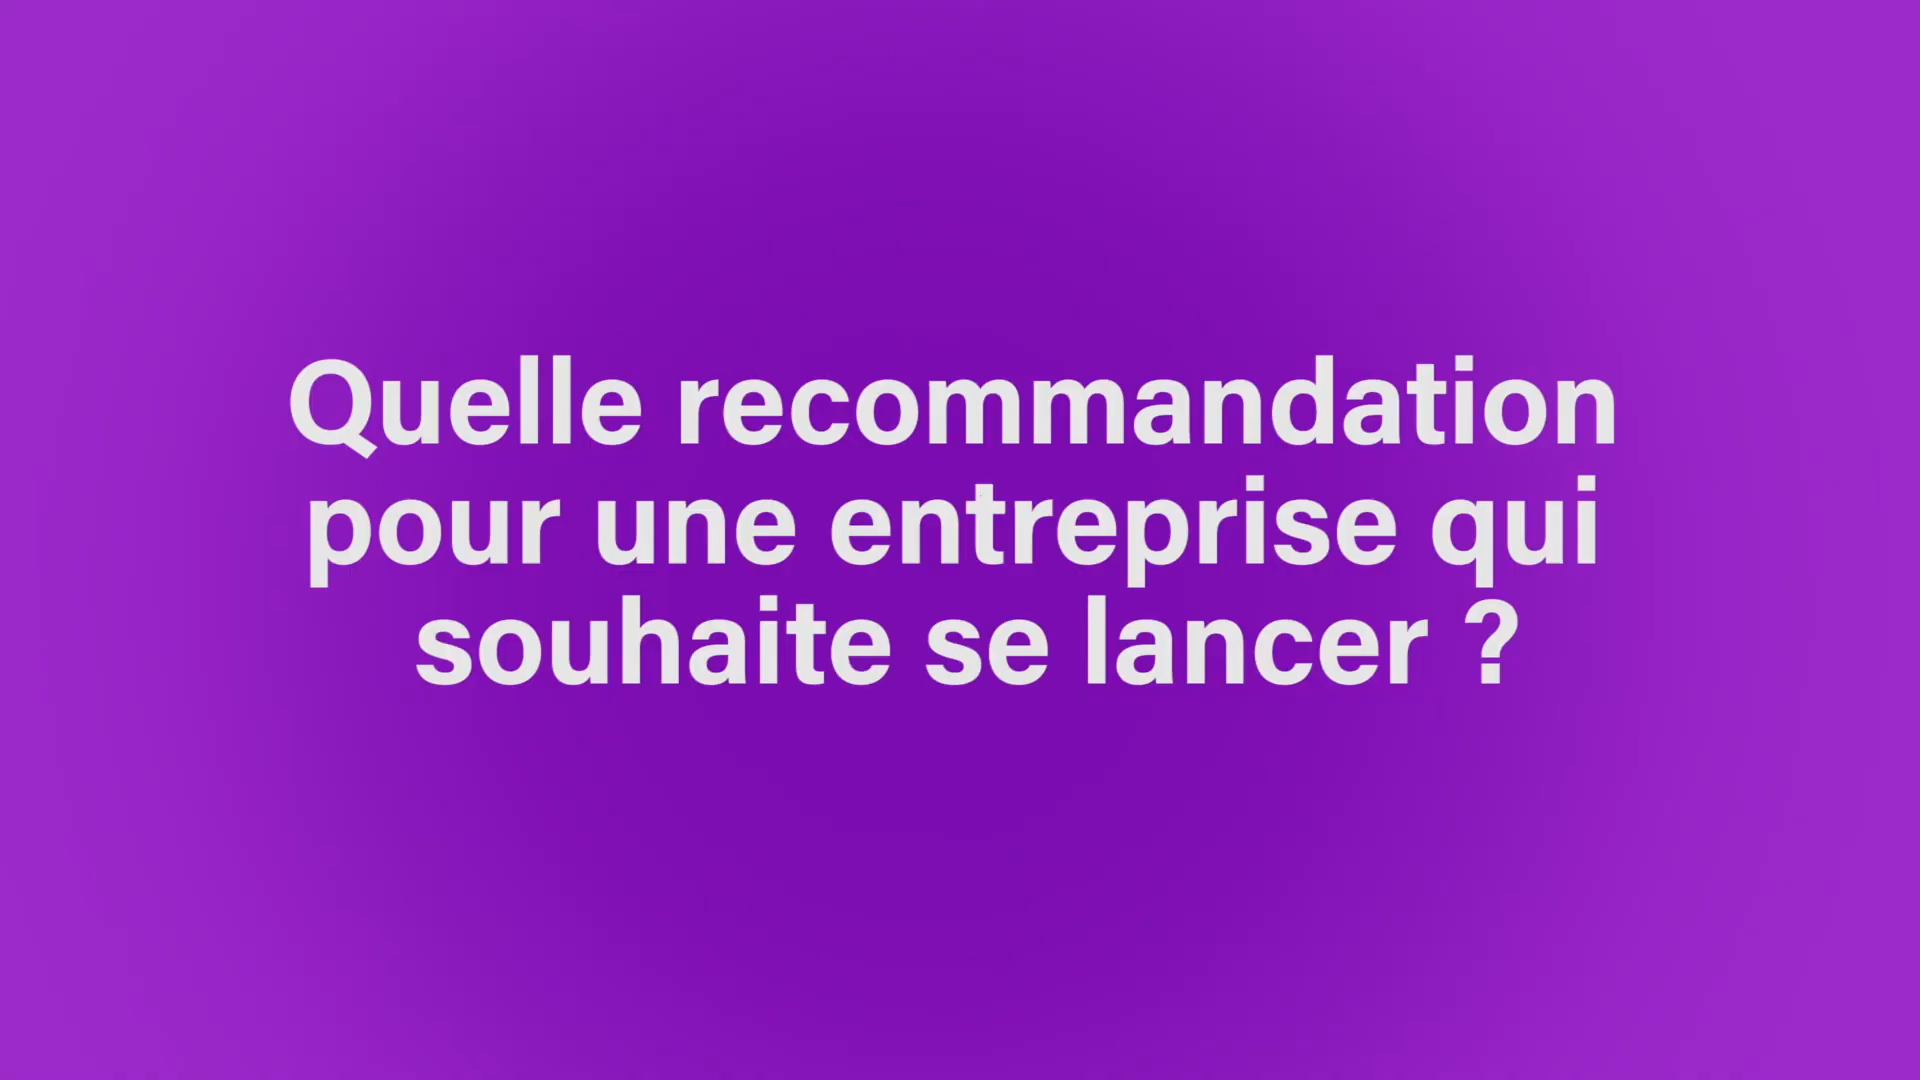 Quelle recommandation
pour une entreprise qui
souhaite se lancer ?